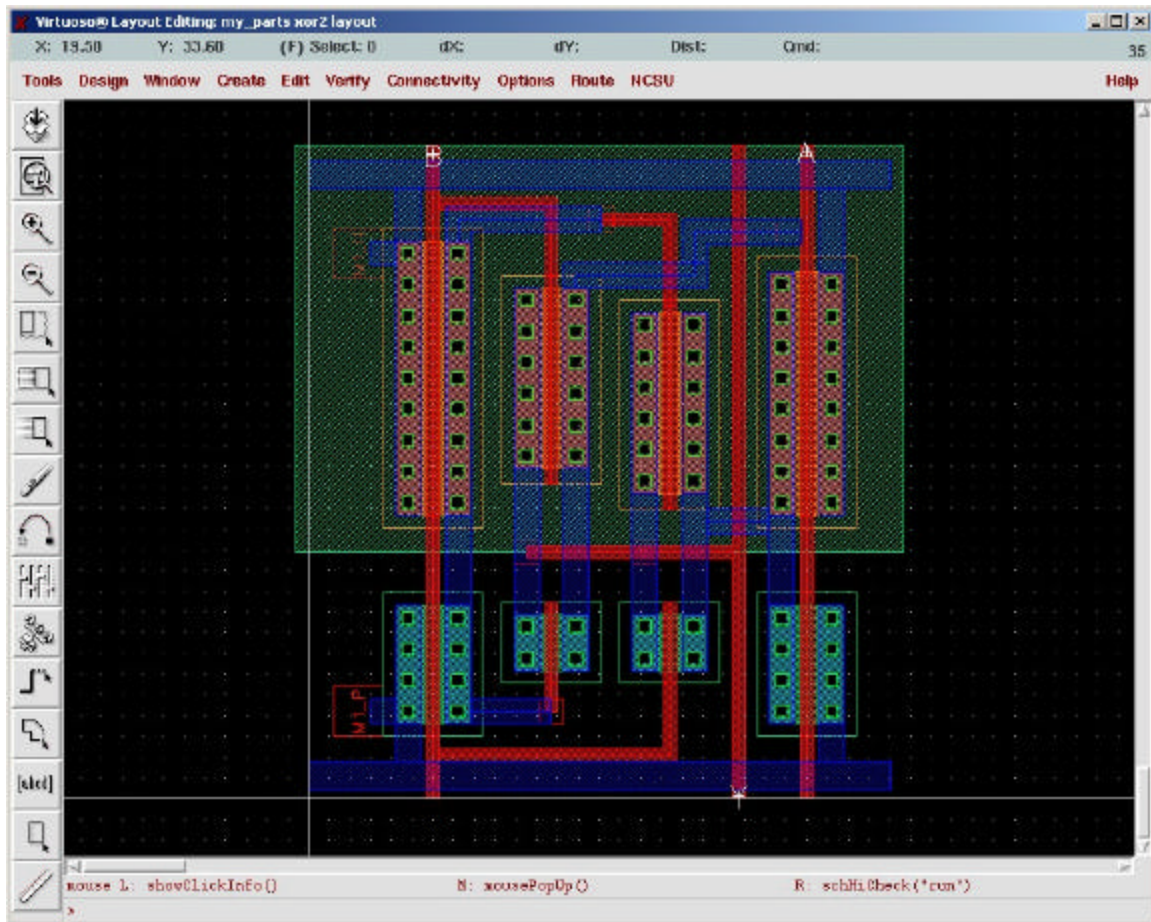 Virtuoso® Layout Editing: my_parts xor2 layout
X: 19.50 Y: 33.60 (F) Select: 0 dX: dY: Dist: Cmd: 35
Tools Design Window Create Edit Verify Connectivity Options Route NCSU Help
B A
[abcd]
mouse L: showClickInfo() M: mousePopUp() R: schHiCheck("run")
>